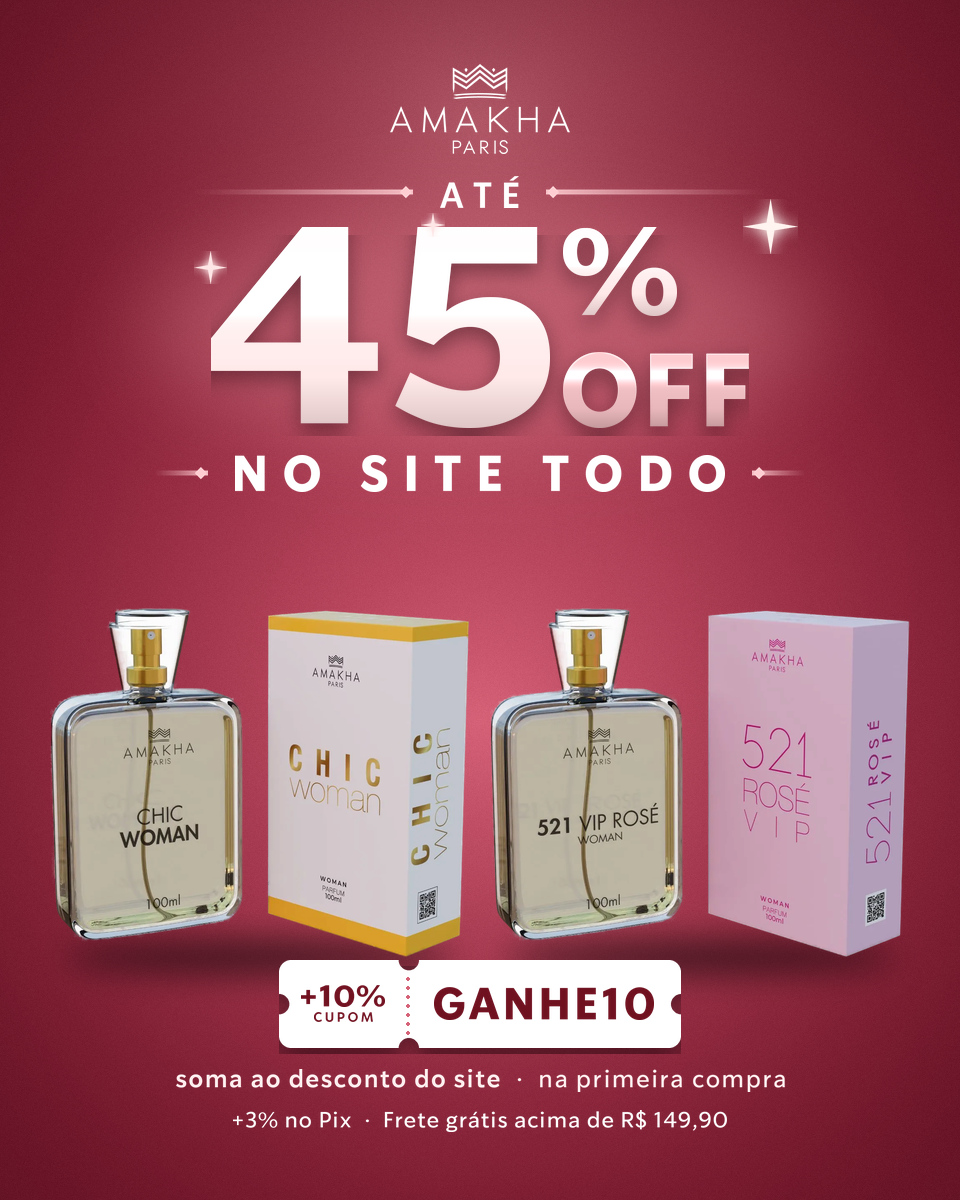 AMAKHA
PARIS
ATÉ
45% OFF
NO SITE TODO
AMAKHA
PARIS
CHIC
WOMAN
100ml
AMAKHA
PARIS
CHIC
woman
WOMAN
PARFUM
100ml
CHIC
woman
AMAKHA
PARIS
521 VIP ROSÉ
WOMAN
100ml
AMAKHA
PARIS
521
ROSÉ
VIP
WOMAN
PARFUM
100ml
521 ROSÉ
VIP
+10%
CUPOM
GANHE10
soma ao desconto do site · na primeira compra
+3% no Pix · Frete grátis acima de R$ 149,90